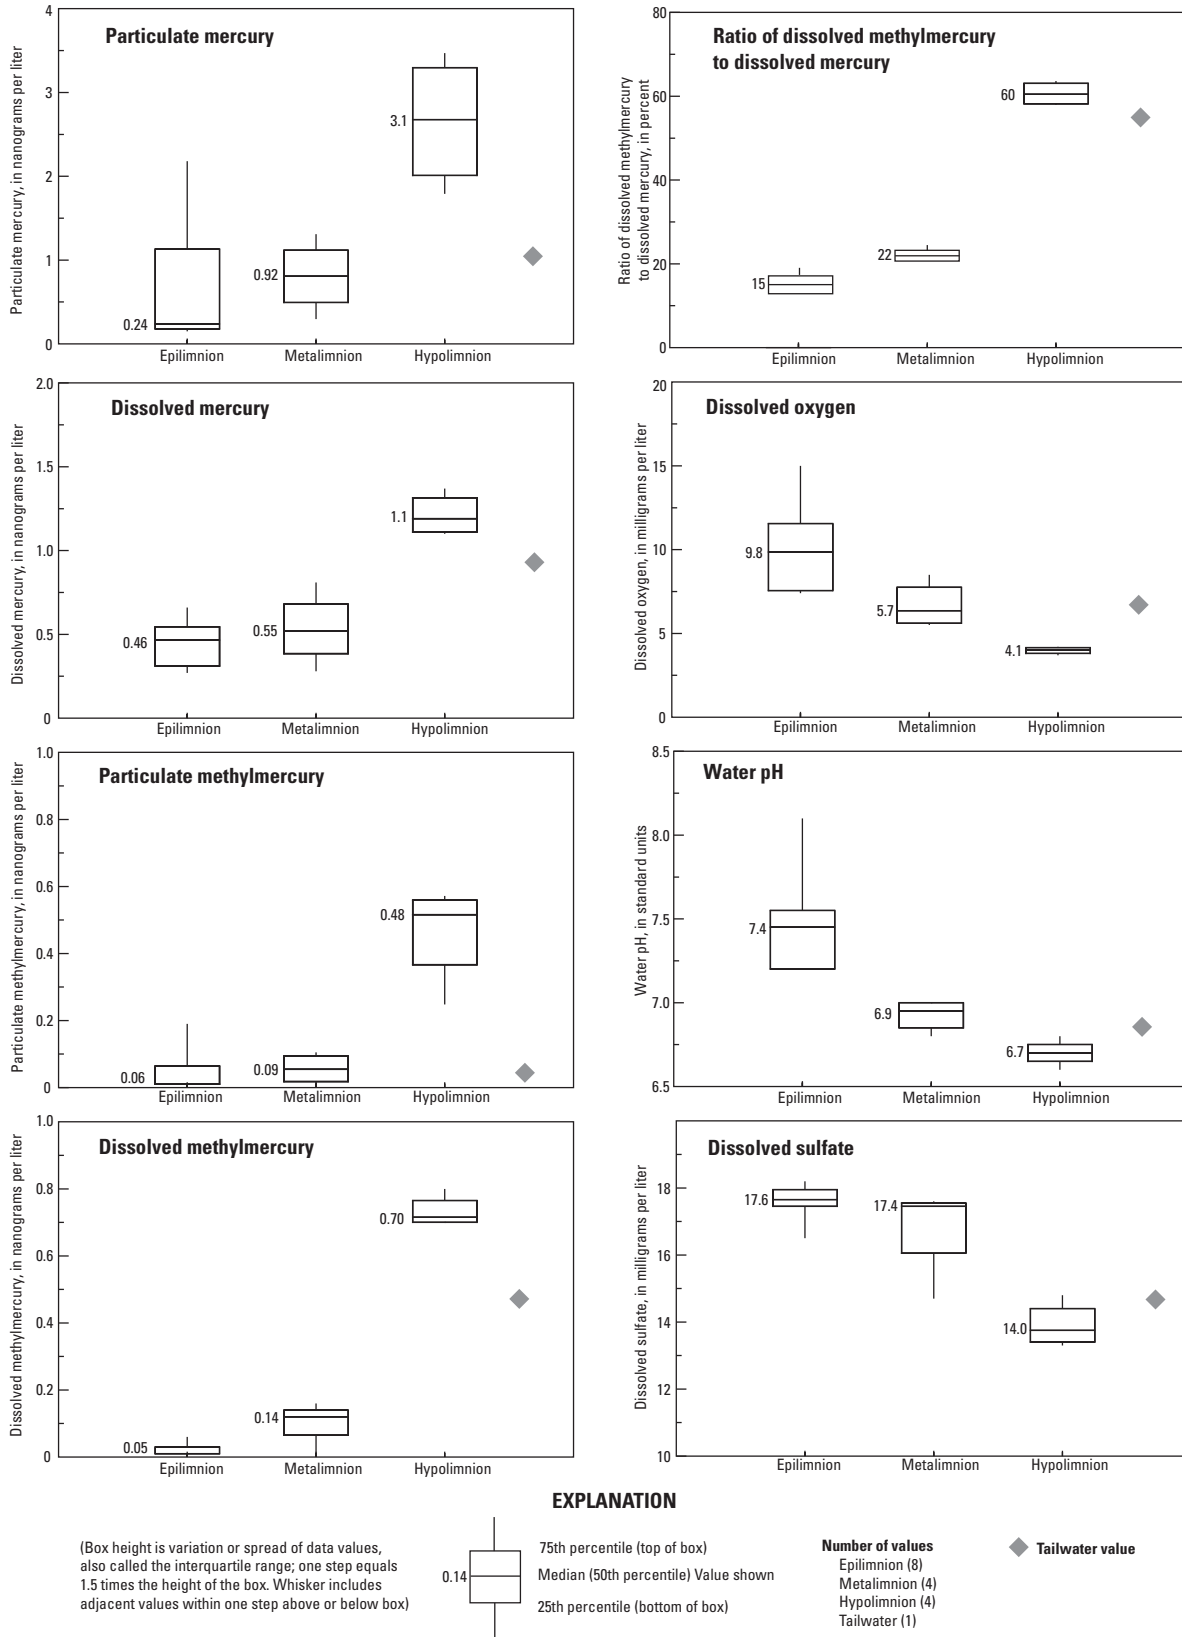 Particulate mercury
Particulate mercury, in nanograms per liter
4
3
2
1
0
3.1
0.92
0.24
Epilimnion
Metalimnion
Hypolimnion
Ratio of dissolved methylmercury
to dissolved mercury
Ratio of dissolved methylmercury
to dissolved mercury, in percent
80
60
40
20
0
60
22
15
Epilimnion
Metalimnion
Hypolimnion
Dissolved mercury
Dissolved mercury, in nanograms per liter
2.0
1.5
1.0
0.5
0
1.1
0.55
0.46
Epilimnion
Metalimnion
Hypolimnion
Dissolved oxygen
Dissolved oxygen, in milligrams per liter
20
15
10
5
0
9.8
5.7
4.1
Epilimnion
Metalimnion
Hypolimnion
Particulate methylmercury
Particulate methylmercury, in nanograms per liter
1.0
0.8
0.6
0.4
0.2
0
0.48
0.09
0.06
Epilimnion
Metalimnion
Hypolimnion
Water pH
Water pH, in standard units
8.5
8.0
7.5
7.0
6.5
7.4
6.9
6.7
Epilimnion
Metalimnion
Hypolimnion
Dissolved methylmercury
Dissolved methylmercury, in nanograms per liter
1.0
0.8
0.6
0.4
0.2
0
0.70
0.14
0.05
Epilimnion
Metalimnion
Hypolimnion
Dissolved sulfate
Dissolved sulfate, in milligrams per liter
18
16
14
12
10
17.6
17.4
14.0
Epilimnion
Metalimnion
Hypolimnion
EXPLANATION
(Box height is variation or spread of data values,
also called the interquartile range; one step equals
1.5 times the height of the box. Whisker includes
adjacent values within one step above or below box)
0.14
75th percentile (top of box)
Median (50th percentile) Value shown
25th percentile (bottom of box)
Number of values
Epilimnion (8)
Metalimnion (4)
Hypolimnion (4)
Tailwater (1)
Tailwater value